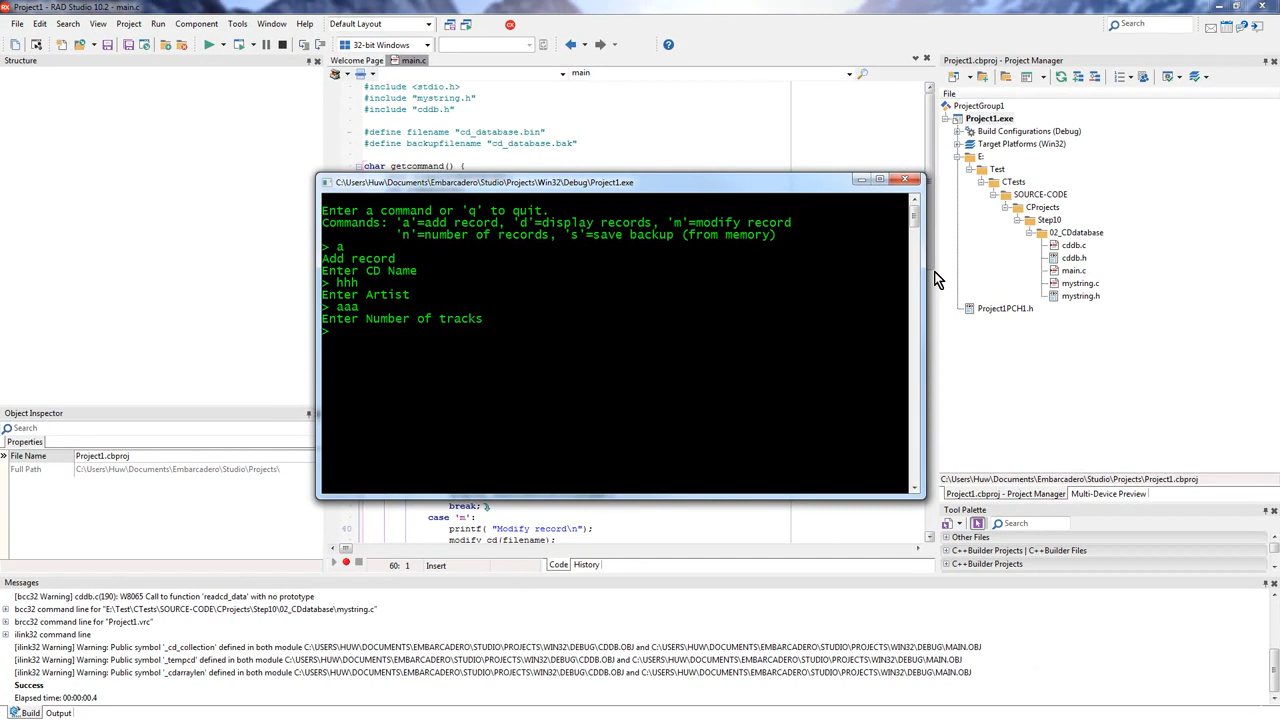 Project1 - RAD Studio 10.2 - main.c
File Edit Search View Project Run Component Tools Window Help
Default Layout
Search
32-bit Windows
Structure
Welcome Page main.c
main
#include <stdio.h>
#include "mystring.h"
#include "cddb.h"
#define filename "cd_database.bin"
#define backupfilename "cd_database.bak"
char getcommand() {
C:\Users\Huw\Documents\Embarcadero\Studio\Projects\Win32\Debug\Project1.exe
Enter a command or 'q' to quit.
Commands: 'a'=add record, 'd'=display records, 'm'=modify record
'n'=number of records, 's'=save backup (from memory)
> a
Add record
Enter CD Name
> hhh
Enter Artist
> aaa
Enter Number of tracks
>
break;
case 'm':
40 printf( "Modify record\n");
modify_cd(filename);
60: 1 Insert
Code History
Project1.cbproj - Project Manager
File
ProjectGroup1
Project1.exe
Build Configurations (Debug)
Target Platforms (Win32)
E:
Test
CTests
SOURCE-CODE
CProjects
Step10
02_CDdatabase
cddb.c
cddb.h
main.c
mystring.c
mystring.h
Project1PCH1.h
C:\Users\Huw\Documents\Embarcadero\Studio\Projects\Project1.cbproj
Project1.cbproj - Project Manager Multi-Device Preview
Tool Palette
Search
Other Files
C++Builder Projects | C++Builder Files
C++Builder Projects
Object Inspector
Search
Properties
File Name Project1.cbproj
Full Path C:\Users\Huw\Documents\Embarcadero\Studio\Projects\
Messages
[bcc32 Warning] cddb.c(190): W8065 Call to function 'readcd_data' with no prototype
bcc32 command line for "E:\Test\CTests\SOURCE-CODE\CProjects\Step10\02_CDdatabase\mystring.c"
brcc32 command line for "Project1.vrc"
ilink32 command line
[ilink32 Warning] Warning: Public symbol '_cd_collection' defined in both module C:\USERS\HUW\DOCUMENTS\EMBARCADERO\STUDIO\PROJECTS\WIN32\DEBUG\CDDB.OBJ and C:\USERS\HUW\DOCUMENTS\EMBARCADERO\STUDIO\PROJECTS\WIN32\DEBUG\MAIN.OBJ
[ilink32 Warning] Warning: Public symbol '_tempcd' defined in both module C:\USERS\HUW\DOCUMENTS\EMBARCADERO\STUDIO\PROJECTS\WIN32\DEBUG\CDDB.OBJ and C:\USERS\HUW\DOCUMENTS\EMBARCADERO\STUDIO\PROJECTS\WIN32\DEBUG\MAIN.OBJ
[ilink32 Warning] Warning: Public symbol '_cdarraylen' defined in both module C:\USERS\HUW\DOCUMENTS\EMBARCADERO\STUDIO\PROJECTS\WIN32\DEBUG\CDDB.OBJ and C:\USERS\HUW\DOCUMENTS\EMBARCADERO\STUDIO\PROJECTS\WIN32\DEBUG\MAIN.OBJ
Success
Elapsed time: 00:00:00.4
Build Output